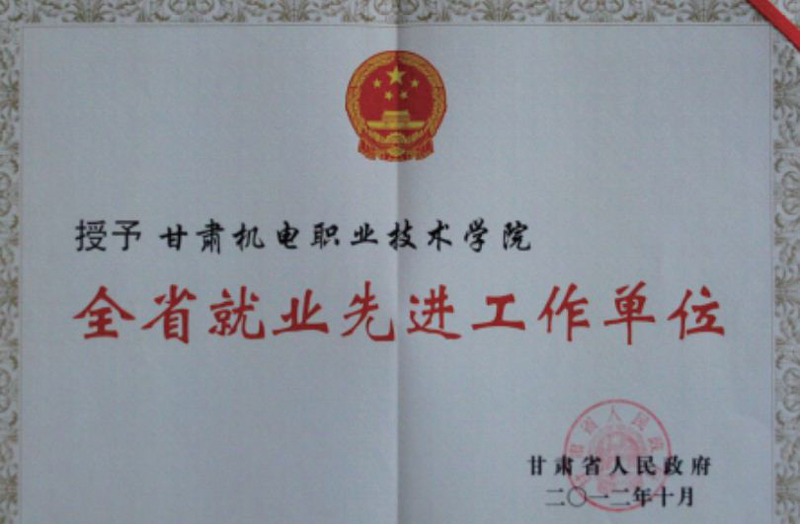 授予 甘肃机电职业技术学院
全省就业先进工作单位
甘肃省人民政府
二〇一二年十月